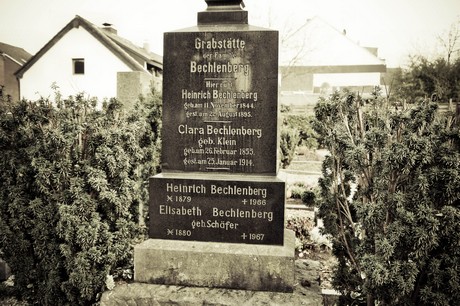 Grabstätte
der Familie
Bechlenberg
Hier ruhen
Heinrich Bechlenberg
geb. am 11. November 1844.
gest. am 22. August 1895.
Clara Bechlenberg
geb. Klein
geb. am 26. Februar 1855.
gest. am 25. Januar 1914.
Heinrich Bechlenberg
1879 + 1966
Elisabeth Bechlenberg
geb. Schäfer
1880 + 1967